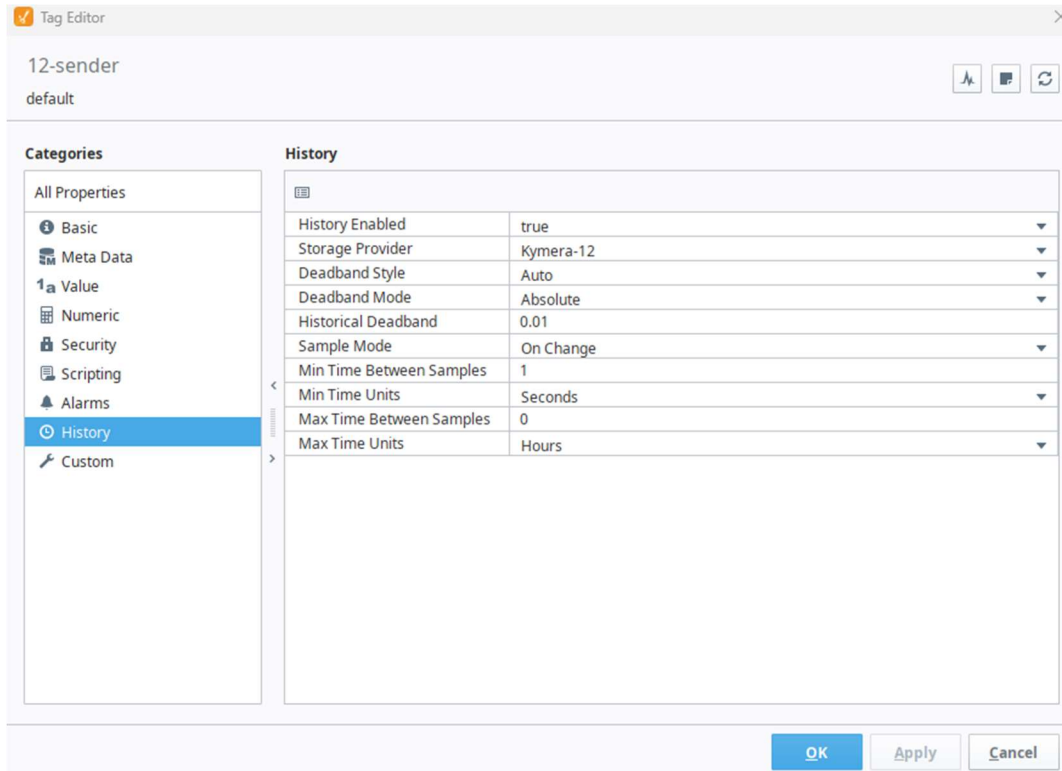 Tag Editor
12-sender
default
Categories
All Properties
Basic
Meta Data
Value
Numeric
Security
Scripting
Alarms
History
Custom
History
History Enabled true
Storage Provider Kymera-12
Deadband Style Auto
Deadband Mode Absolute
Historical Deadband 0.01
Sample Mode On Change
Min Time Between Samples 1
Min Time Units Seconds
Max Time Between Samples 0
Max Time Units Hours
OK Apply Cancel